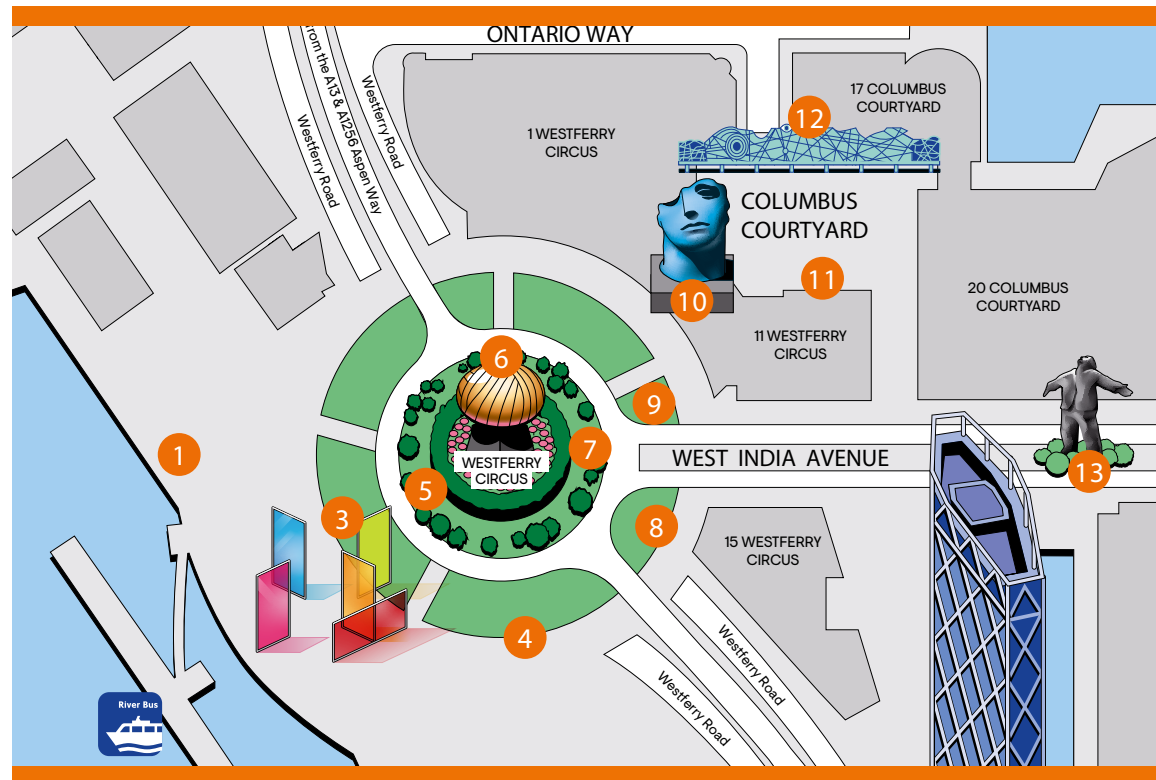 ONTARIO WAY
Westferry Road
from the A13 & A1256 Aspen Way
Westferry Road
1 WESTFERRY
CIRCUS
17 COLUMBUS
COURTYARD
12
COLUMBUS
COURTYARD
10
11
11 WESTFERRY
CIRCUS
20 COLUMBUS
COURTYARD
6
9
7
WESTFERRY
CIRCUS
5
WEST INDIA AVENUE
13
1
3
8
4
15 WESTFERRY
CIRCUS
Westferry Road
Westferry Road
River Bus